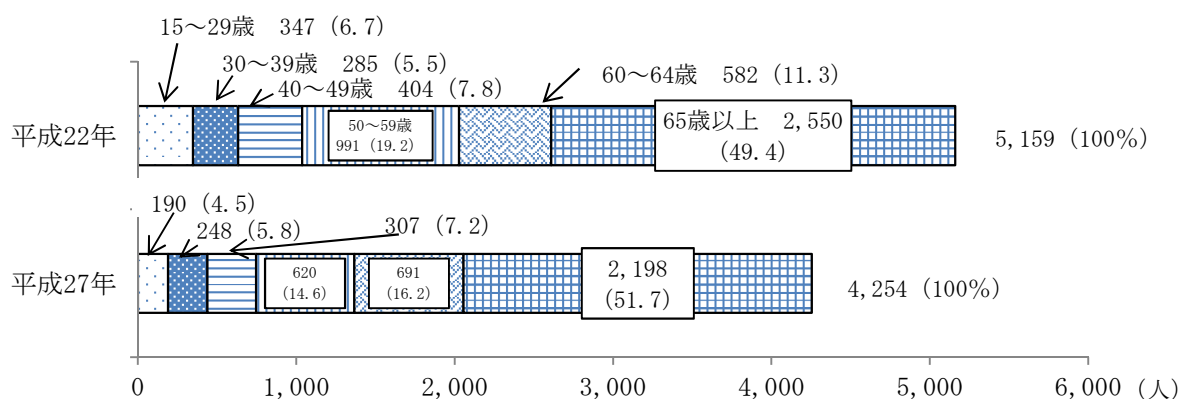 15～29歳　347（6.7）
30～39歳　285（5.5）
40～49歳　404（7.8）
60～64歳　582（11.3）
平成22年
50～59歳
991（19.2）
65歳以上　2,550
（49.4）
5,159（100%）
190（4.5）
248（5.8）
307（7.2）
平成27年
620
（14.6）
691
（16.2）
2,198
（51.7）
4,254（100%）
0 1,000 2,000 3,000 4,000 5,000 6,000（人）